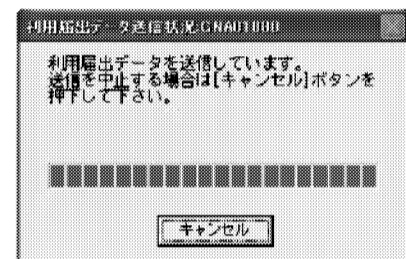 利用届出データ送信状況:CNA01000
利用届出データを送信しています。
送信を中止する場合は[キャンセル]ボタンを
押下して下さい。
キャンセル